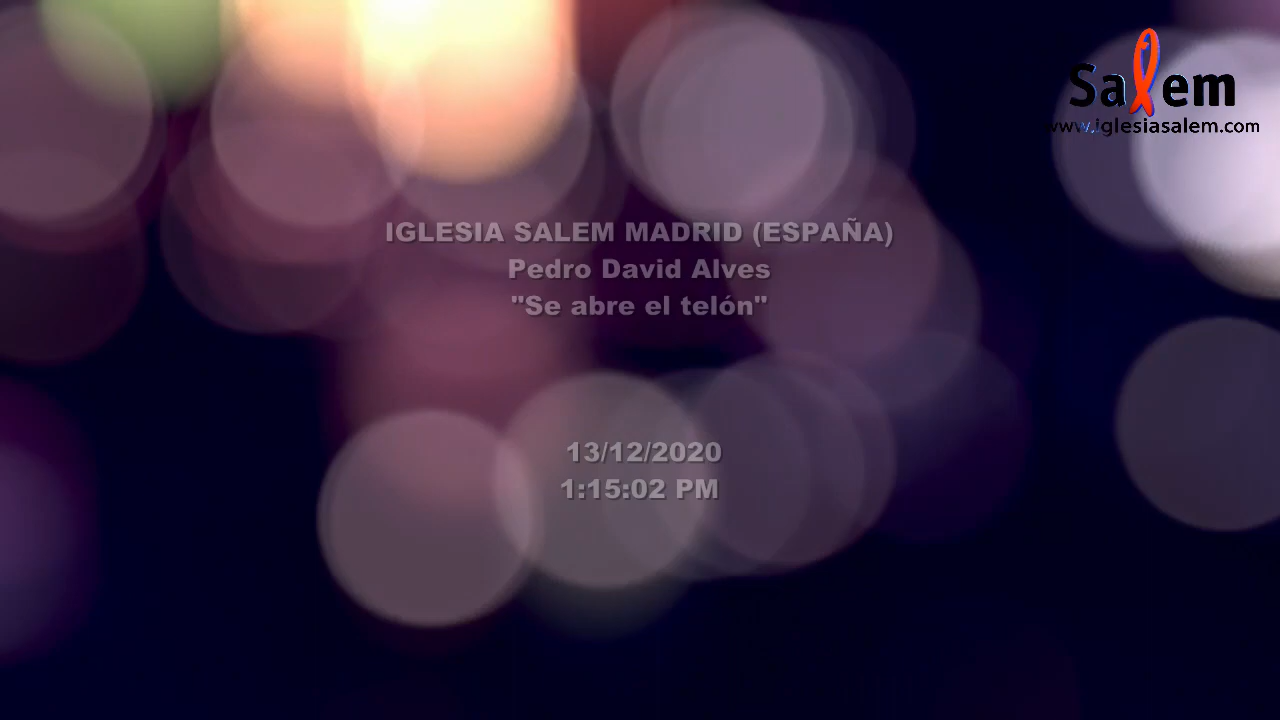 Salem
www.iglesiasalem.com
IGLESIA SALEM MADRID (ESPAÑA)
Pedro David Alves
"Se abre el telón"
13/12/2020
1:15:02 PM